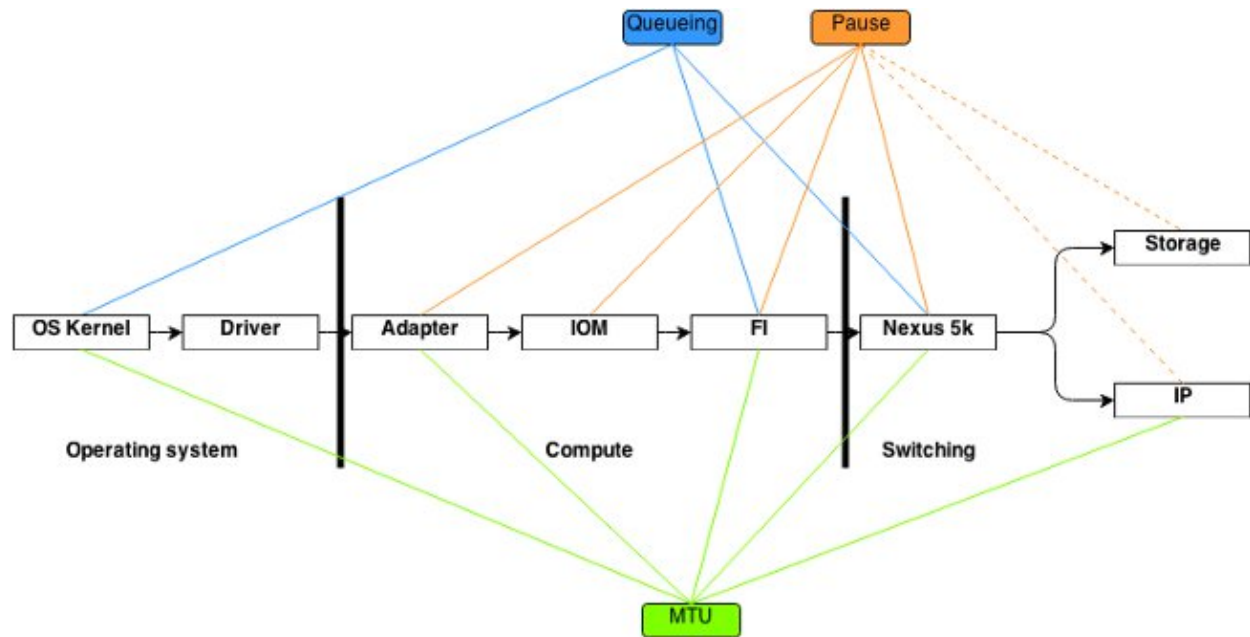 Queueing
Pause
Storage
OS Kernel
Driver
Adapter
IOM
FI
Nexus 5k
IP
Operating system
Compute
Switching
MTU